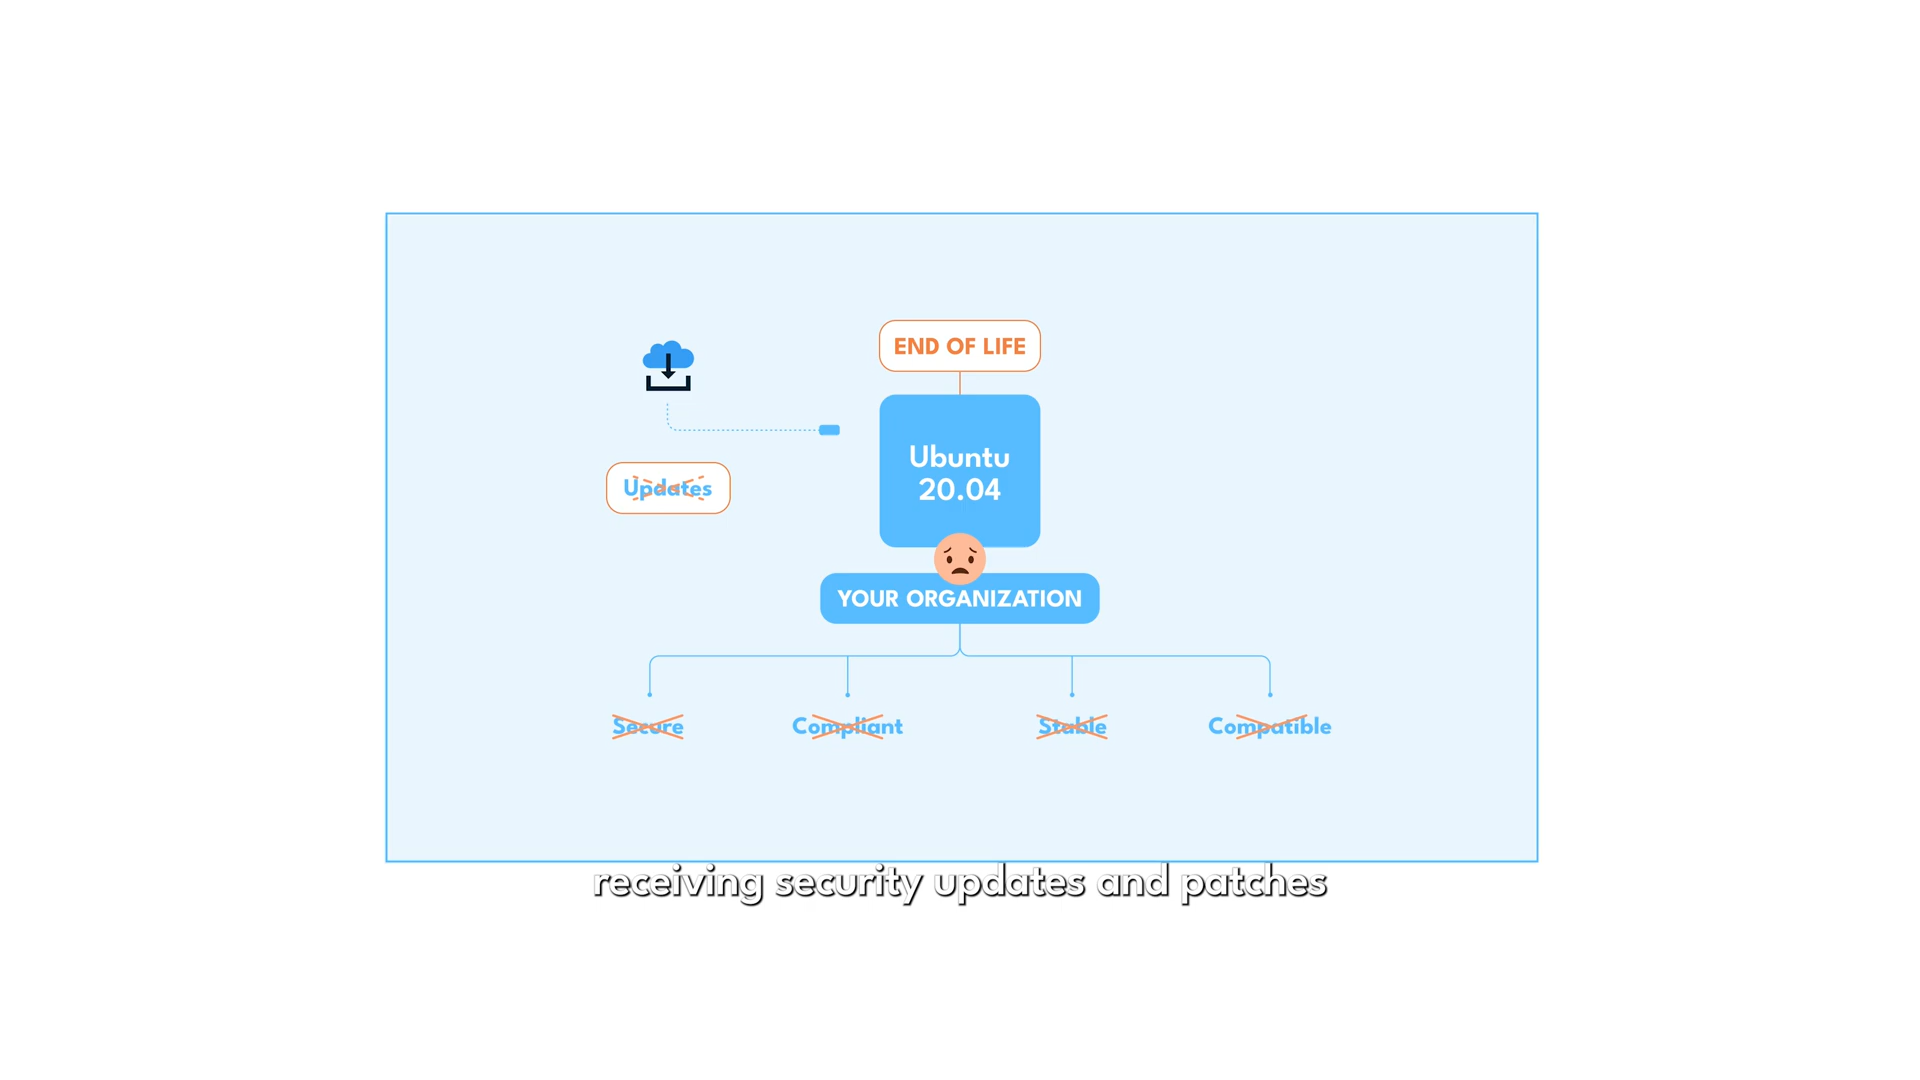 END OF LIFE
Ubuntu
20.04
Updates
YOUR ORGANIZATION
Secure
Compliant
Stable
Compatible
receiving security updates and patches